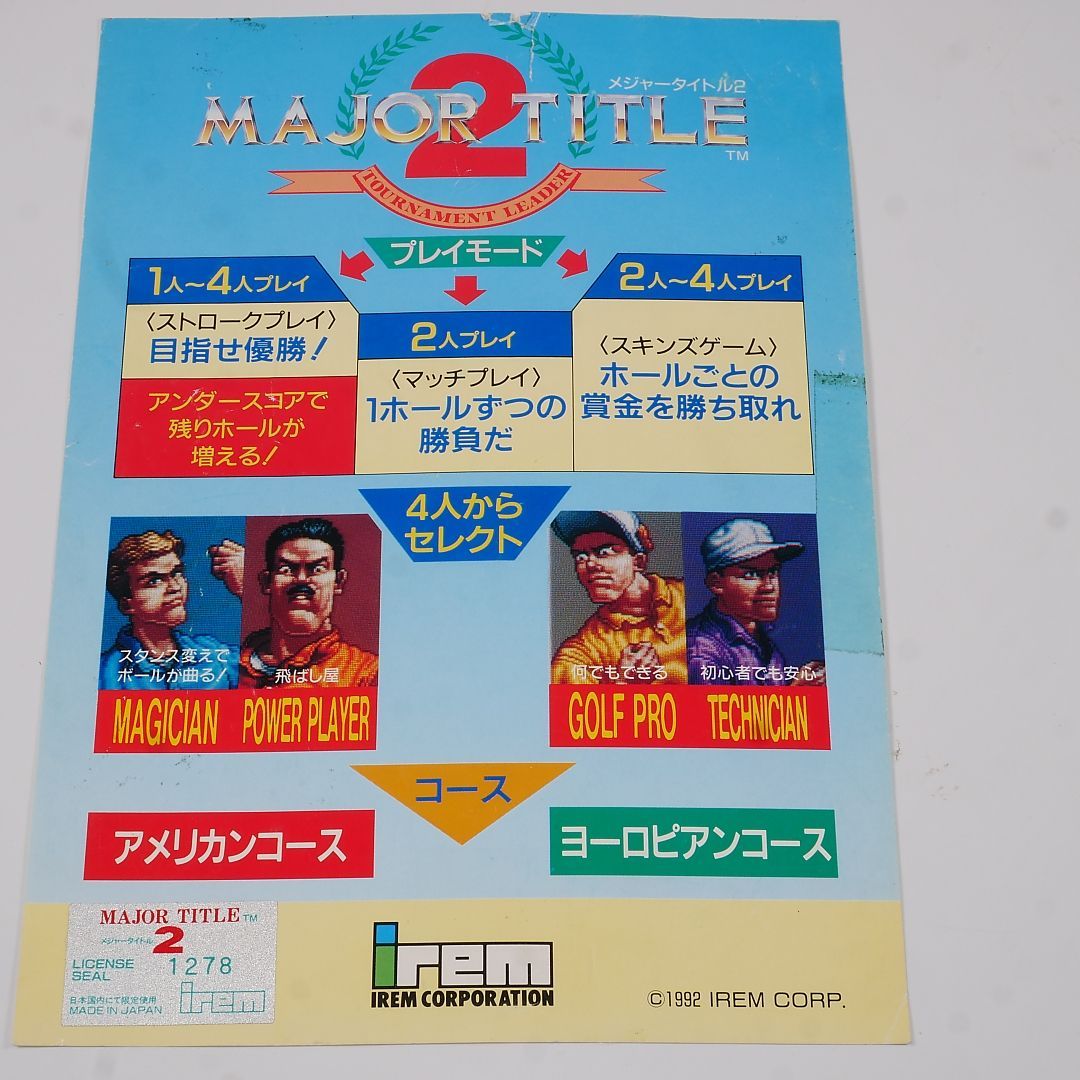 メジャータイトル2
MAJOR 2 TITLE
TM
TOURNAMENT LEADER
プレイモード
1人〜4人プレイ
〈ストロークプレイ〉
目指せ優勝!
アンダースコアで
残りホールが
増える!
2人プレイ
〈マッチプレイ〉
1ホールずつの
勝負だ
2人〜4人プレイ
〈スキンズゲーム〉
ホールごとの
賞金を勝ち取れ
4人から
セレクト
スタンス変えで
ボールが曲る!
MAGICIAN
飛ばし屋
POWER PLAYER
何でもできる
GOLF PRO
初心者でも安心
TECHNICIAN
コース
アメリカンコース
ヨーロピアンコース
MAJOR TITLE TM
メジャータイトル 2
LICENSE
SEAL
1278
日本国内にて限定使用
MADE IN JAPAN
irem
irem
IREM CORPORATION
©1992 IREM CORP.